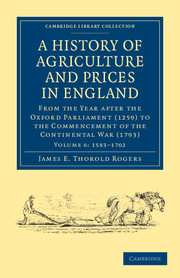 CAMBRIDGE LIBRARY COLLECTION
A HISTORY OF
AGRICULTURE
AND PRICES
IN ENGLAND
From the Year after the
Oxford Parliament (1259) to
the Commencement of the
Continental War (1793)
VOLUME 6: 1583–1702
JAMES E. THOROLD ROGERS
CAMBRIDGE